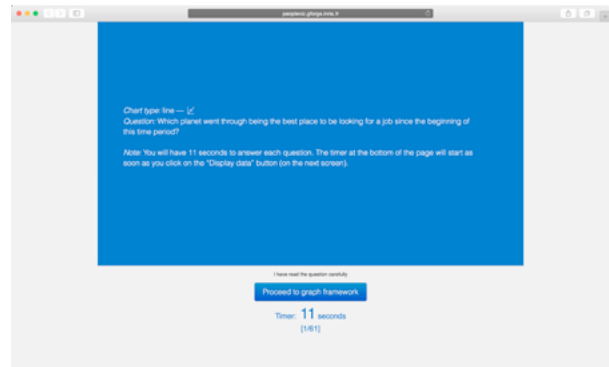 peoplevis.gforge.inria.fr
Chart type: line —
Question: Which planet went through being the best place to be looking for a job since the beginning of
this time period?
Note: You will have 11 seconds to answer each question. The timer at the bottom of the page will start as
soon as you click on the "Display data" button (on the next screen).
I have read the question carefully
Proceed to graph framework
Timer: 11 seconds
[1/61]